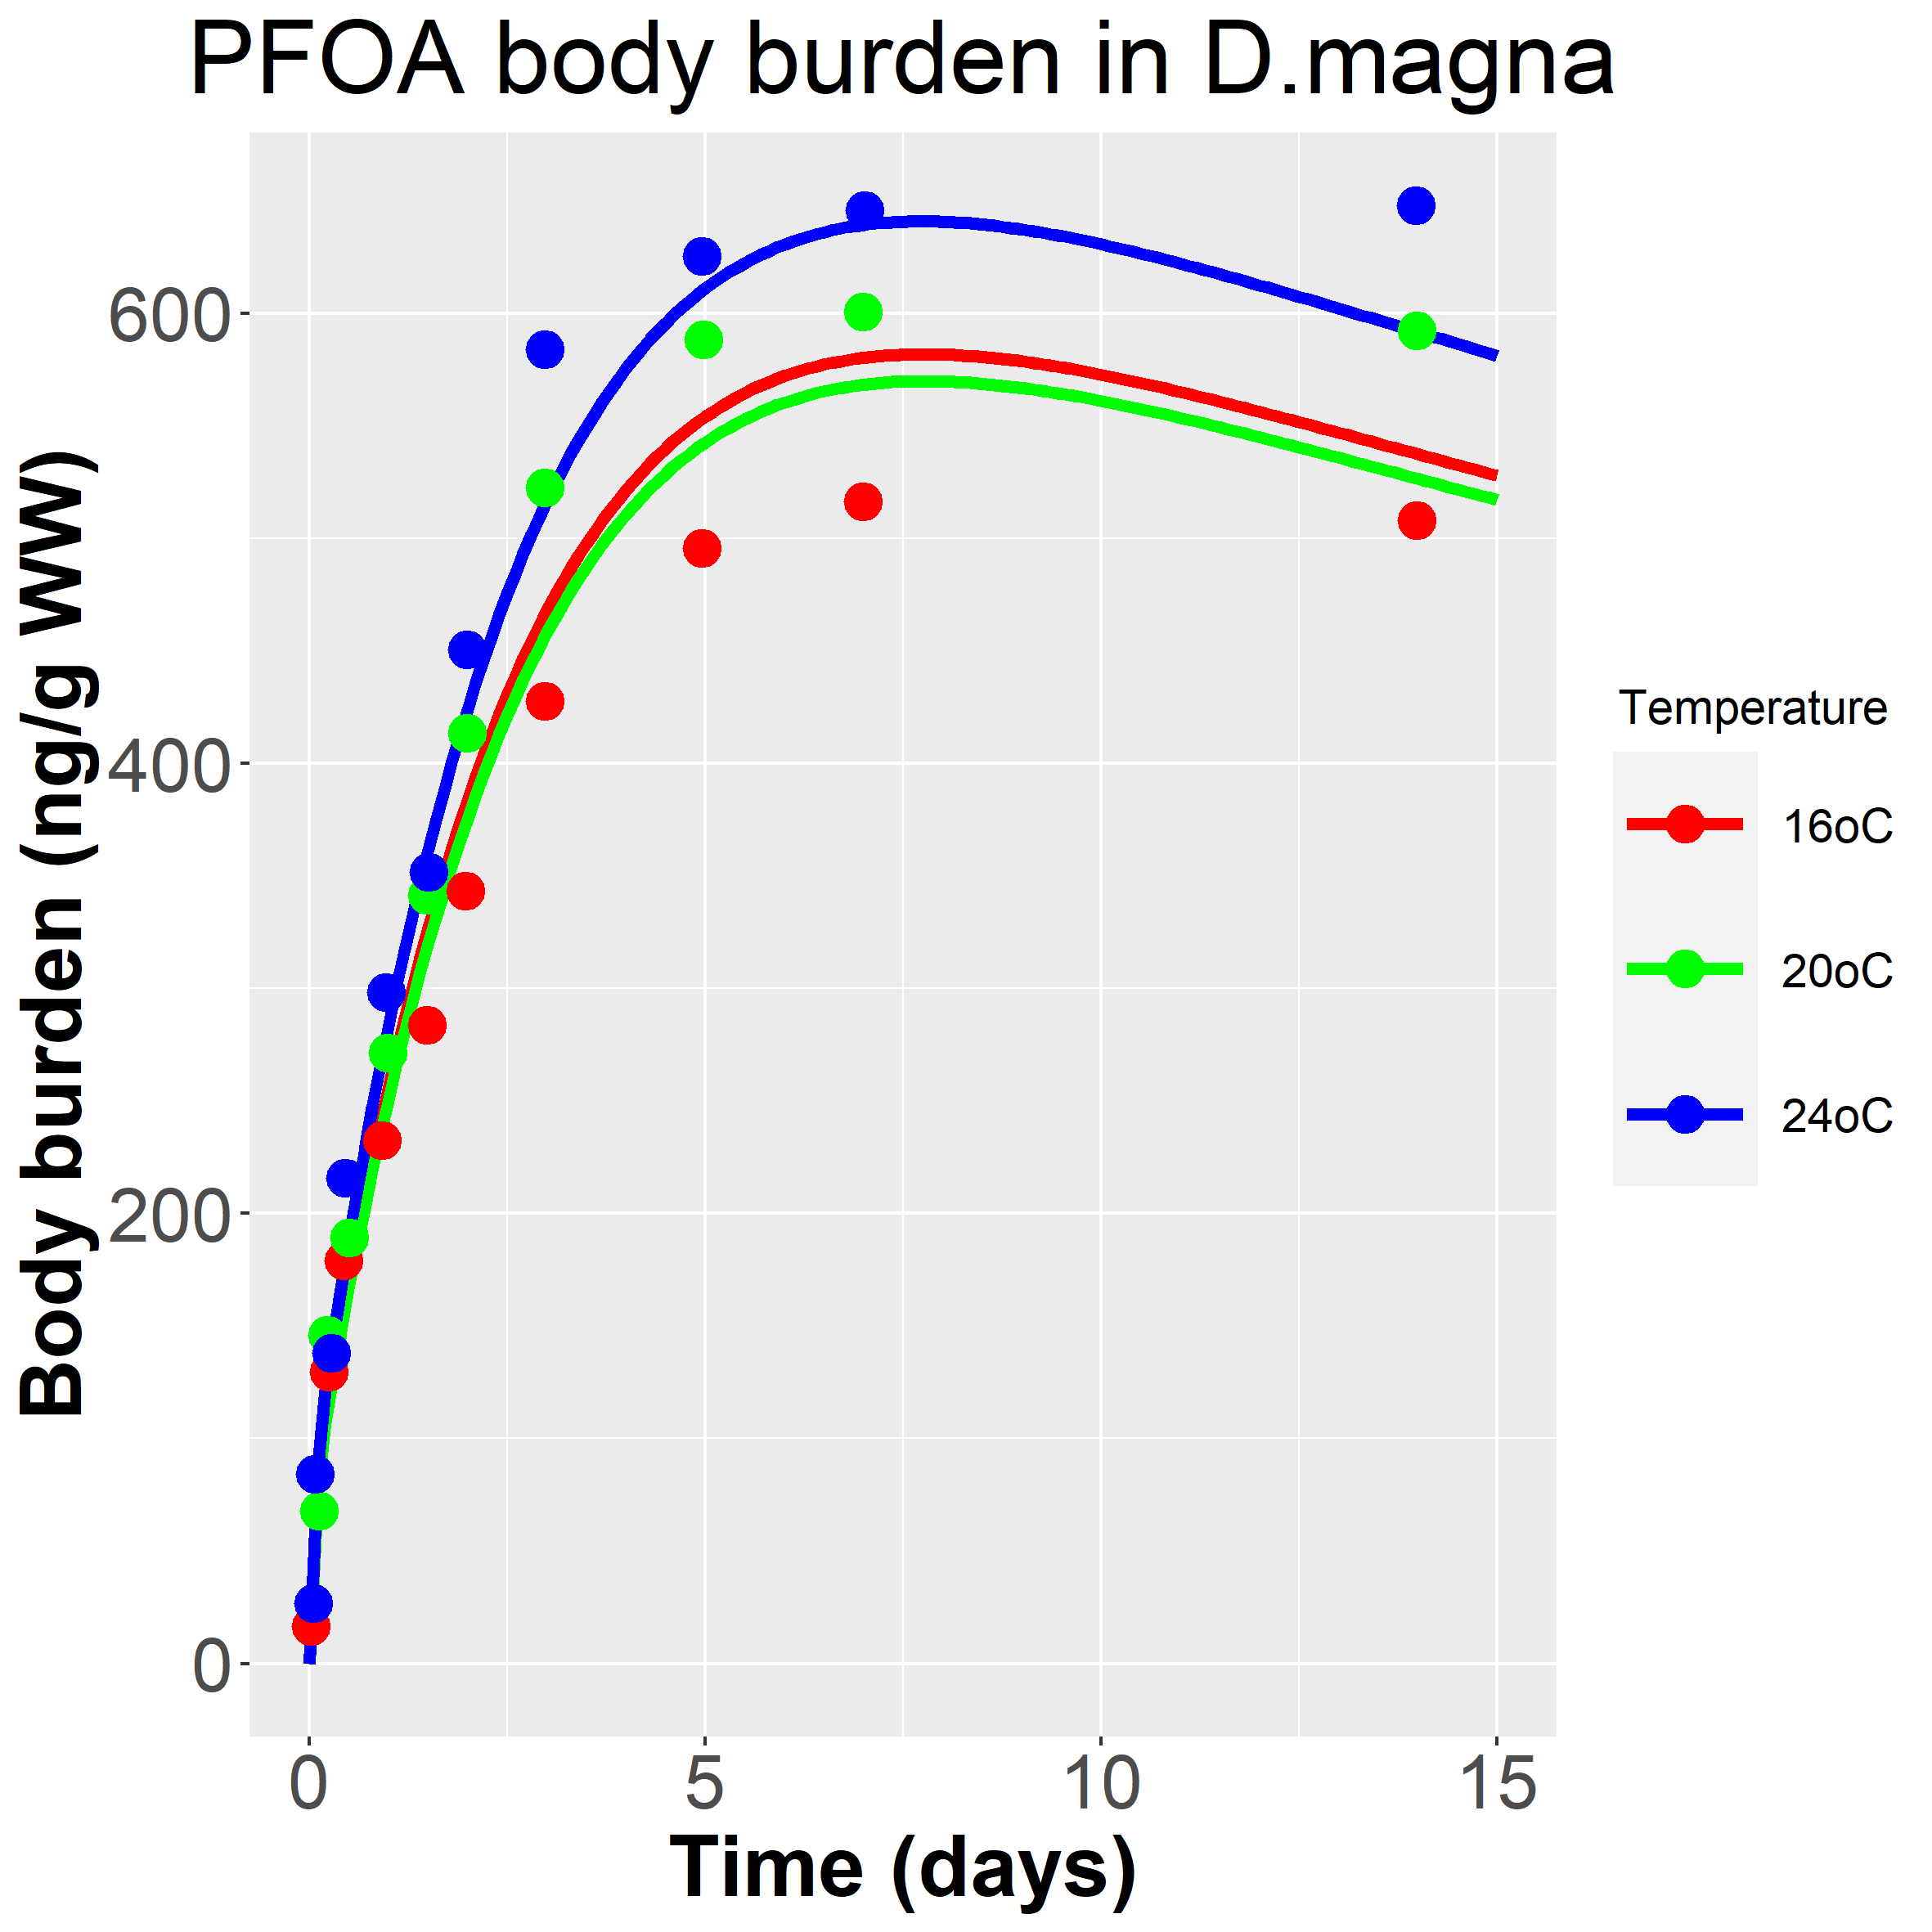 PFOA body burden in D.magna
Body burden (ng/g WW)
600
400
200
0
0 5 10 15
Time (days)
Temperature
16oC
20oC
24oC